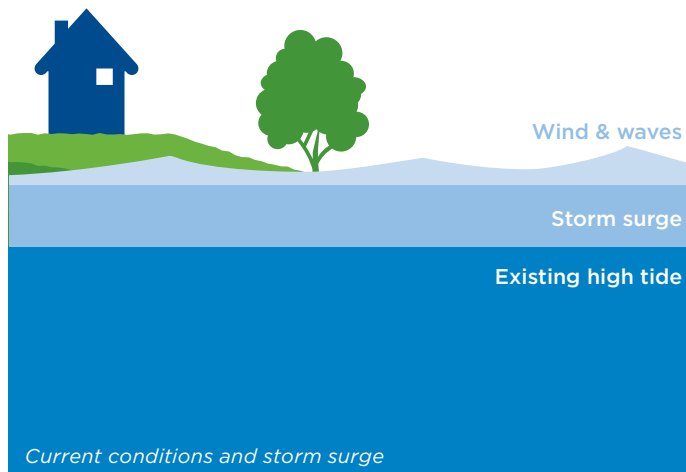 Wind & waves
Storm surge
Existing high tide
Current conditions and storm surge